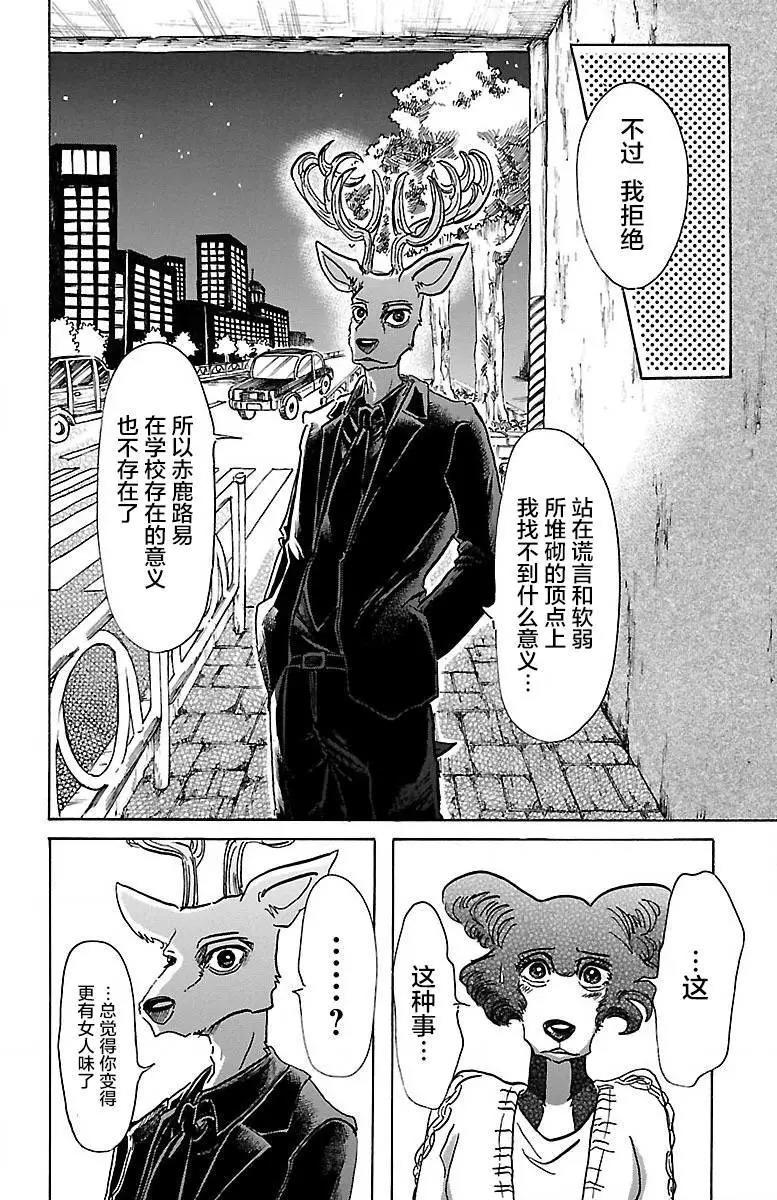 不过 我拒绝
站在谎言和软弱
所堆砌的顶点上
我找不到什么意义…
所以赤鹿路易
在学校存在的意义
也不存在了
…这
这种事…
……?
…总觉得你变得
更有女人味了